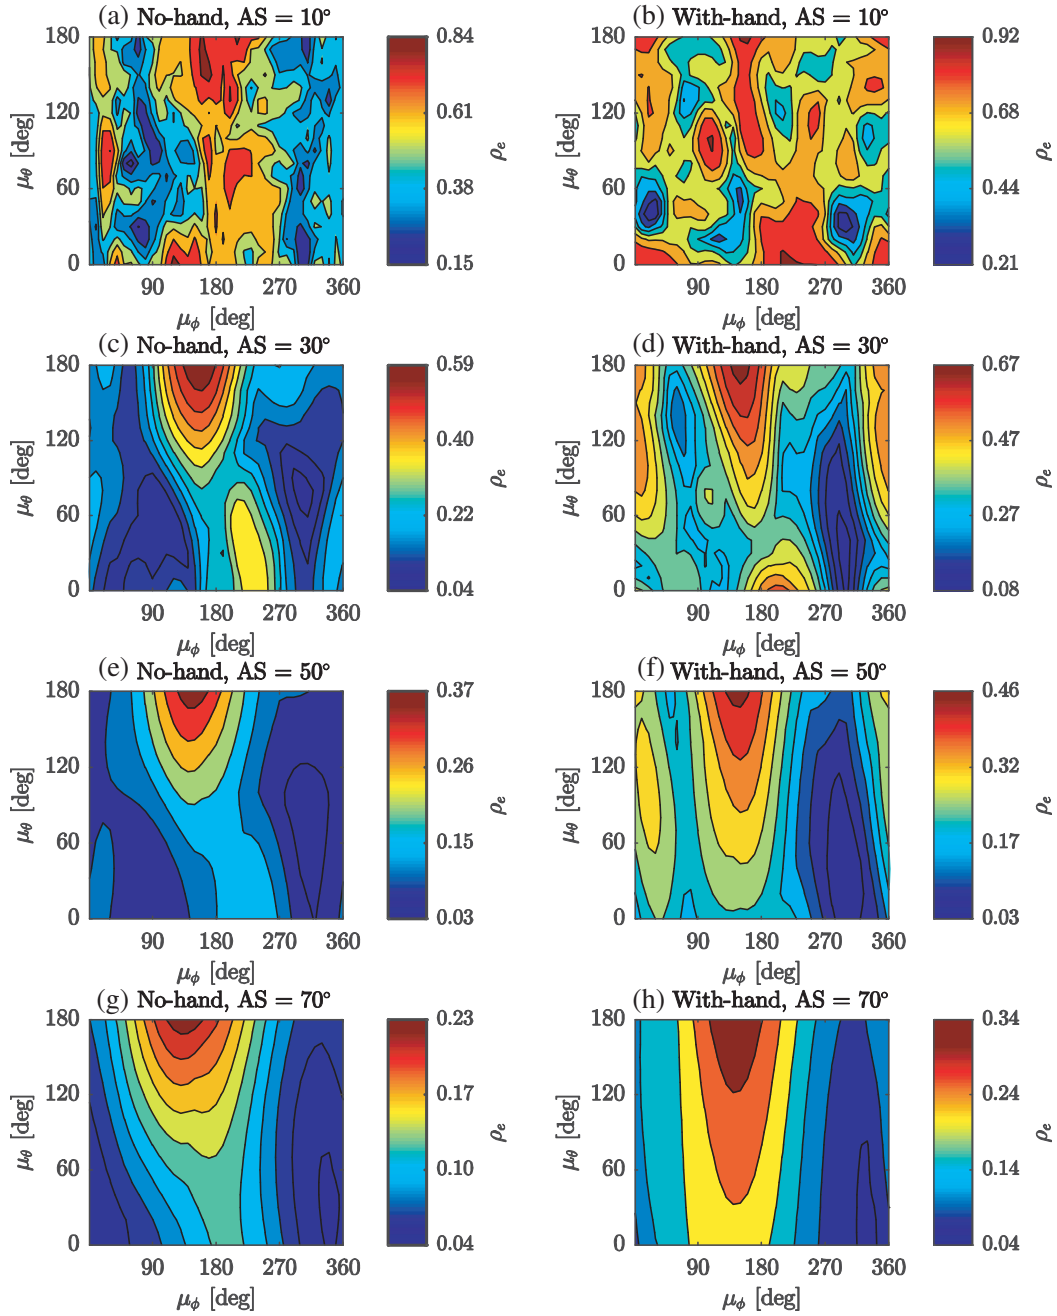 (a) No-hand, AS = 10°
180
120
60
0
90 180 270 360
μθ [deg]
μϕ [deg]
0.84
0.61
0.38
0.15
ρe
(b) With-hand, AS = 10°
180
120
60
0
90 180 270 360
μθ [deg]
μϕ [deg]
0.92
0.68
0.44
0.21
ρe
(c) No-hand, AS = 30°
180
120
60
0
90 180 270 360
μθ [deg]
μϕ [deg]
0.59
0.40
0.22
0.04
ρe
(d) With-hand, AS = 30°
180
120
60
0
90 180 270 360
μθ [deg]
μϕ [deg]
0.67
0.47
0.27
0.08
ρe
(e) No-hand, AS = 50°
180
120
60
0
90 180 270 360
μθ [deg]
μϕ [deg]
0.37
0.26
0.15
0.03
ρe
(f) With-hand, AS = 50°
180
120
60
0
90 180 270 360
μθ [deg]
μϕ [deg]
0.46
0.32
0.17
0.03
ρe
(g) No-hand, AS = 70°
180
120
60
0
90 180 270 360
μθ [deg]
μϕ [deg]
0.23
0.17
0.10
0.04
ρe
(h) With-hand, AS = 70°
180
120
60
0
90 180 270 360
μθ [deg]
μϕ [deg]
0.34
0.24
0.14
0.04
ρe